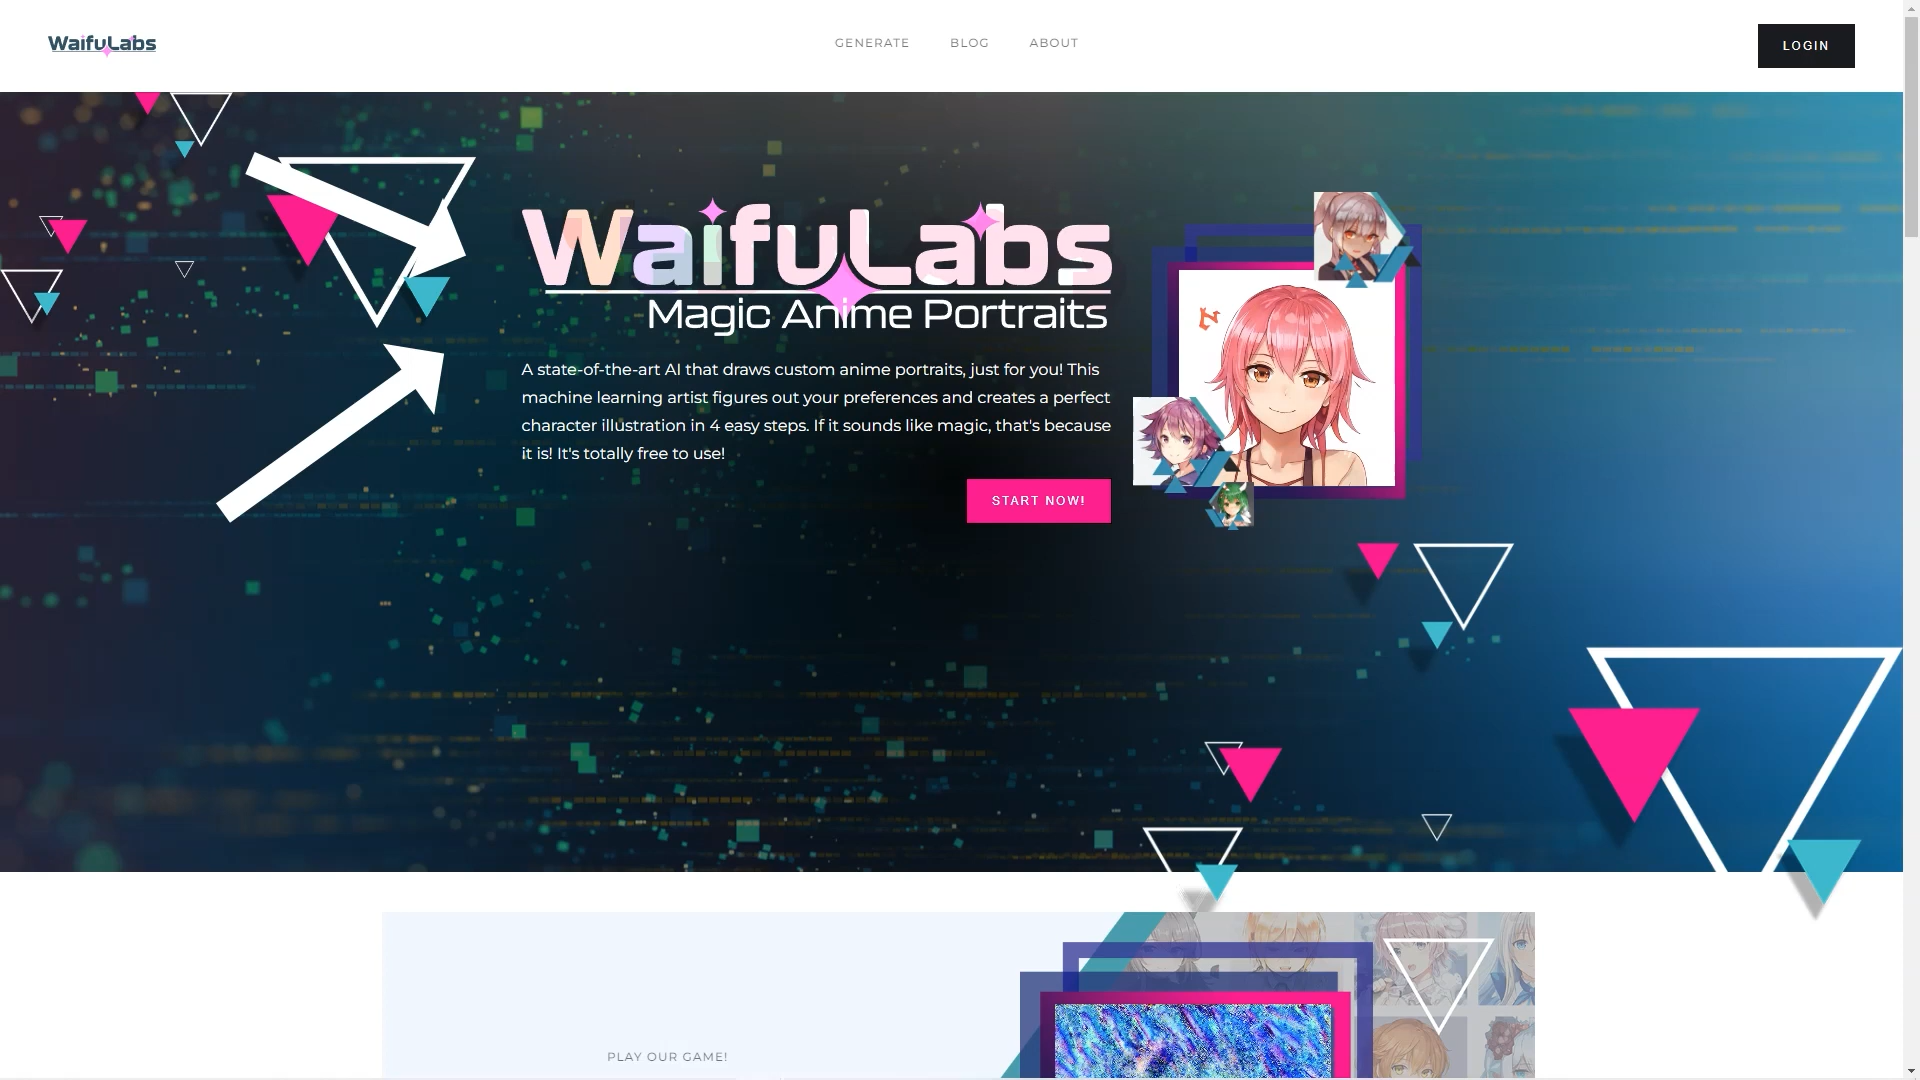 WaifuLabs
GENERATE
BLOG
ABOUT
LOGIN
WaifuLabs
Magic Anime Portraits
A state-of-the-art AI that draws custom anime portraits, just for you! This
machine learning artist figures out your preferences and creates a perfect
character illustration in 4 easy steps. If it sounds like magic, that's because
it is! It's totally free to use!
START NOW!
PLAY OUR GAME!